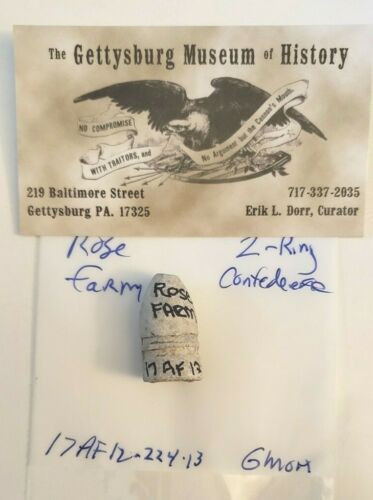 The Gettysburg Museum of History
NO COMPROMISE
WITH TRAITORS, and
No Argument but the Cannon's Mouth.
219 Baltimore Street
Gettysburg PA. 17325
717-337-2035
Erik L. Dorr, Curator
Rose
Farm
2-Ring
Confederate
ROSE
FARM
17 AF 13
17AF12-224-13
GMOH